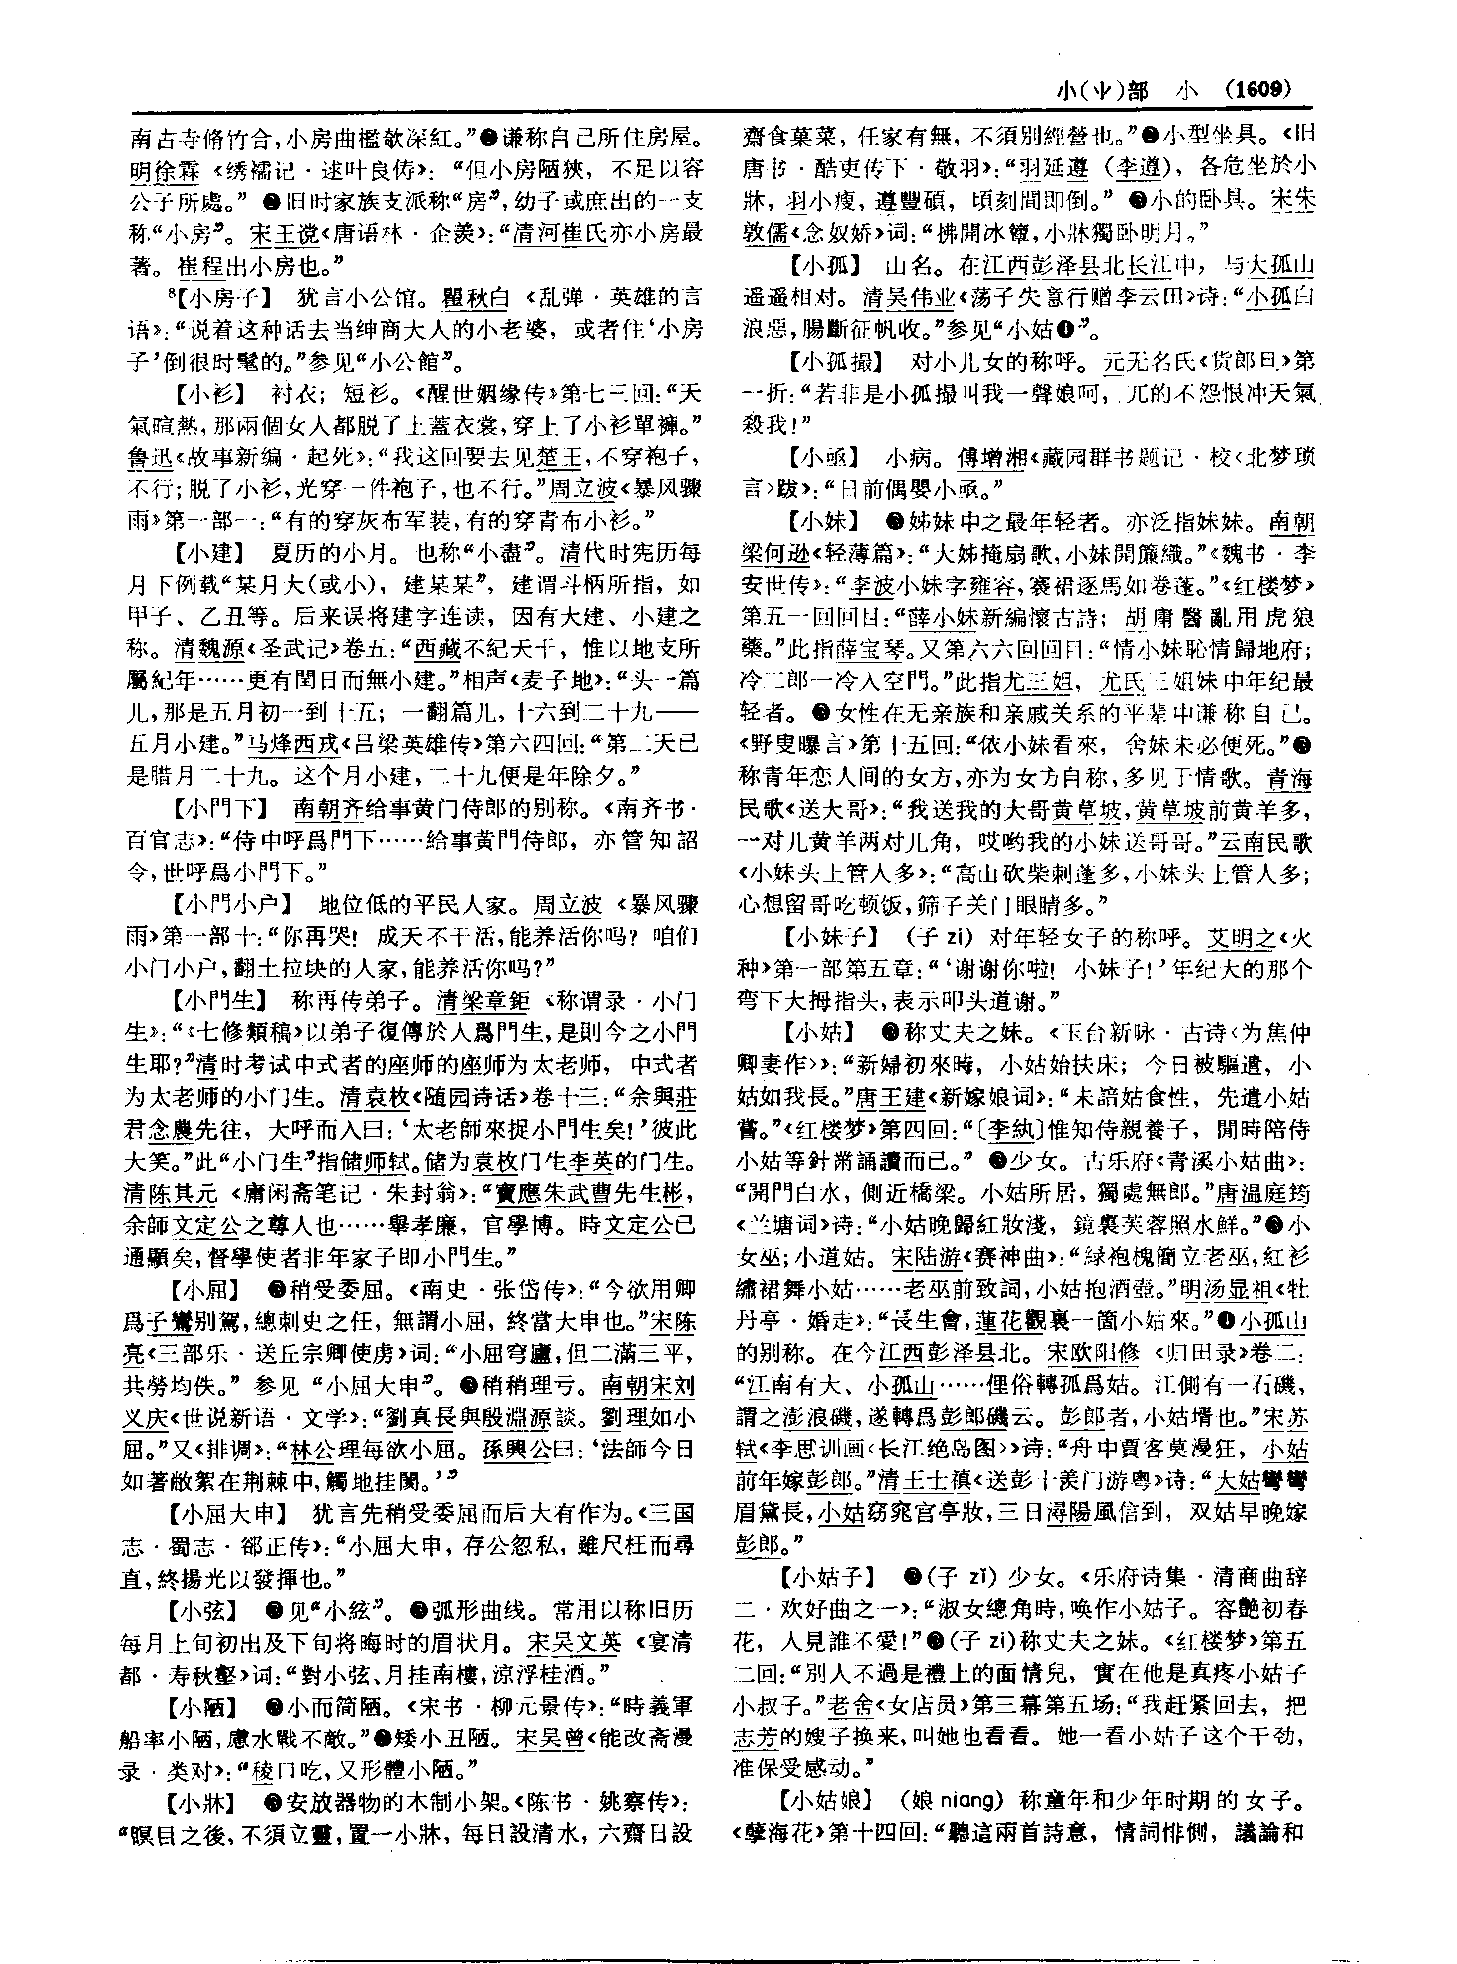 小(⺌)部　小　(1609)
南古寺脩竹合,小房曲檻欹深紅。”❷谦称自己所住房屋。
明徐霖《绣襦记·逑叶良俦》：“但小房陋狹，不足以容
公子所處。”❸旧时家族支派称“房”,幼子或庶出的一支
称“小房”。宋王谠《唐语林·企羡》:“清河崔氏亦小房最
著。崔程出小房也。”
⁸【小房子】　犹言小公馆。瞿秋白《乱弹·英雄的言
语》:“说着这种话去当绅商大人的小老婆，或者住‘小房
子’倒很时髦的。”参见“小公館”。
【小衫】　衬衣；短衫。《醒世姻缘传》第七三回:“天
氣暄熱,那兩個女人都脱了上蓋衣裳,穿上了小衫單褲。”
鲁迅《故事新编·起死》:“我这回要去见楚王,不穿袍子,
不行;脱了小衫,光穿一件袍子,也不行。”周立波《暴风骤
雨》第一部一:“有的穿灰布军装,有的穿青布小衫。”
【小建】　夏历的小月。也称“小盡”。清代时宪历每
月下例载“某月大(或小)，建某某”，建谓斗柄所指，如
甲子、乙丑等。后来误将建字连读，因有大建、小建之
称。清魏源《圣武记》卷五:“西藏不纪天干，惟以地支所
屬紀年……更有閏日而無小建。”相声《麦子地》:“头一篇
儿,那是五月初一到十五；一翻篇儿,十六到二十九——
五月小建。”马烽西戎《吕梁英雄传》第六四回:“第二天已
是腊月二十九。这个月小建,二十九便是年除夕。”
【小門下】　南朝齐给事黄门侍郎的别称。《南齐书·
百官志》:“侍中呼爲門下……給事黄門侍郎，亦管知詔
令,世呼爲小門下。”
【小門小户】　地位低的平民人家。周立波《暴风骤
雨》第一部十:“你再哭！成天不干活,能养活你吗？咱们
小门小户,翻土拉块的人家,能养活你吗?”
【小門生】　称再传弟子。清梁章鉅《称谓录·小门
生》:“《七修類稿》以弟子復傳於人爲門生,是則今之小門
生耶?”清时考试中式者的座师的座师为太老师，中式者
为太老师的小门生。清袁枚《随园诗话》卷十三:“余與莊
君念農先往，大呼而入曰:‘太老師來捉小門生矣!’彼此
大笑。”此“小门生”指储师轼。储为袁枚门生李英的门生。
清陈其元《庸闲斋笔记·朱封翁》:“寶應朱武曹先生彬,
余師文定公之尊人也……舉孝廉，官學博。時文定公已
通顯矣,督學使者非年家子即小門生。”
【小屈】　❶稍受委屈。《南史·张岱传》:“今欲用卿
爲子鸞别駕,總刺史之任，無謂小屈，終當大申也。”宋陈
亮《三部乐·送丘宗卿使虏》词:“小屈穹廬,但二滿三平,
共勞均佚。”参见“小屈大申”。❷稍稍理亏。南朝宋刘
义庆《世说新语·文学》:“劉真長與殷淵源談。劉理如小
屈。”又《排调》:“林公理每欲小屈。孫興公曰:‘法師今日
如著敝絮在荆棘中,觸地挂閡。’”
【小屈大申】　犹言先稍受委屈而后大有作为。《三国
志·蜀志·郤正传》:“小屈大申，存公忽私，雖尺枉而尋
直,終揚光以發揮也。”
【小弦】　❶见“小絃”。❷弧形曲线。常用以称旧历
每月上旬初出及下旬将晦时的眉状月。宋吴文英《宴清
都·寿秋壑》词:“對小弦、月挂南樓,涼浮桂酒。”
【小陋】　❶小而简陋。《宋书·柳元景传》:“時義軍
船率小陋,慮水戰不敵。”❷矮小丑陋。宋吴曾《能改斋漫
录·类对》:“稜口吃,又形體小陋。”
【小牀】　❶安放器物的木制小架。《陈书·姚察传》:
“瞑目之後,不須立靈,置一小牀，每日設清水，六齋日設
齋食菓菜，任家有無，不須别經營也。”❷小型坐具。《旧
唐书·酷吏传下·敬羽》:“羽延遵（李遵)，各危坐於小
牀，羽小瘦，遵豐碩，頃刻間即倒。”❸小的卧具。宋朱
敦儒《念奴娇》词:“拂開冰簟,小牀獨卧明月。”
【小孤】　山名。在江西彭泽县北长江中，与大孤山
遥遥相对。清吴伟业《荡子失意行赠李云田》诗:“小孤白
浪惡,腸斷征帆收。”参见“小姑❹”。
【小孤撮】　对小儿女的称呼。元无名氏《货郎旦》第
一折:“若非是小孤撮叫我一聲娘呵，兀的不怨恨冲天氣
殺我!”
【小亟】　小病。傅增湘《藏园群书题记·校〈北梦琐
言〉跋》:“日前偶嬰小亟。”
【小妹】　❶姊妹中之最年轻者。亦泛指妹妹。南朝
梁何逊《轻薄篇》:“大姊掩扇歌,小妹開簾織。”《魏书·李
安世传》:“李波小妹字雍容,褰裙逐馬如卷蓬。”《红楼梦》
第五一回回目:“薛小妹新編懷古詩；胡庸醫亂用虎狼
藥。”此指薛宝琴。又第六六回回目:“情小妹恥情歸地府;
冷二郎一冷入空門。”此指尤三姐，尤氏三姐妹中年纪最
轻者。❷女性在无亲族和亲戚关系的平辈中谦称自己。
《野叟曝言》第十五回:“依小妹看來，舍妹未必便死。”❸
称青年恋人间的女方,亦为女方自称,多见于情歌。青海
民歌《送大哥》:“我送我的大哥黄草坡,黄草坡前黄羊多,
一对儿黄羊两对儿角，哎哟我的小妹送哥哥。”云南民歌
《小妹头上管人多》:“高山砍柴刺蓬多,小妹头上管人多;
心想留哥吃顿饭,筛子关门眼睛多。”
【小妹子】　(子 zi）对年轻女子的称呼。艾明之《火
种》第一部第五章:“‘谢谢你啦！小妹子!’年纪大的那个
弯下大拇指头,表示叩头道谢。”
【小姑】　❶称丈夫之妹。《玉台新咏·古诗〈为焦仲
卿妻作〉》:“新婦初來時，小姑始扶床；今日被驅遣，小
姑如我長。”唐王建《新嫁娘词》:“未諳姑食性，先遣小姑
嘗。”《红楼梦》第四回:“〔李紈〕惟知侍親養子，閒時陪侍
小姑等針黹誦讀而已。”❷少女。古乐府《青溪小姑曲》:
“開門白水，側近橋梁。小姑所居，獨處無郎。”唐温庭筠
《兰塘词》诗:“小姑晚歸紅妝淺，鏡裏芙蓉照水鮮。”❸小
女巫;小道姑。宋陆游《赛神曲》:“緑袍槐簡立老巫,紅衫
繡裙舞小姑……老巫前致詞,小姑抱酒壺。”明汤显祖《牡
丹亭·婚走》:“長生會,蓮花觀裏一箇小姑來。”❹小孤山
的别称。在今江西彭泽县北。宋欧阳修《归田录》卷二:
“江南有大、小孤山……俚俗轉孤爲姑。江側有一石磯,
謂之澎浪磯,遂轉爲彭郎磯云。彭郎者,小姑壻也。”宋苏
轼《李思训画〈长江绝岛图〉》诗:“舟中賈客莫漫狂，小姑
前年嫁彭郎。”清王士禛《送彭十羡门游粤》诗:“大姑彎彎
眉黛長,小姑窈窕宫亭妝,三日潯陽風信到，双姑早晚嫁
彭郎。”
【小姑子】　❶(子 zǐ）少女。《乐府诗集·清商曲辞
二·欢好曲之一》:“淑女總角時,唤作小姑子。容艷初春
花，人見誰不愛!”❷(子 zi)称丈夫之妹。《红楼梦》第五
二回:“别人不過是禮上的面情兒，實在他是真疼小姑子
小叔子。”老舍《女店员》第三幕第五场:“我赶紧回去，把
志芳的嫂子换来,叫她也看看。她一看小姑子这个干劲,
准保受感动。”
【小姑娘】　(娘 niang）称童年和少年时期的女子。
《孽海花》第十四回:“聽這兩首詩意，情詞悱惻，議論和